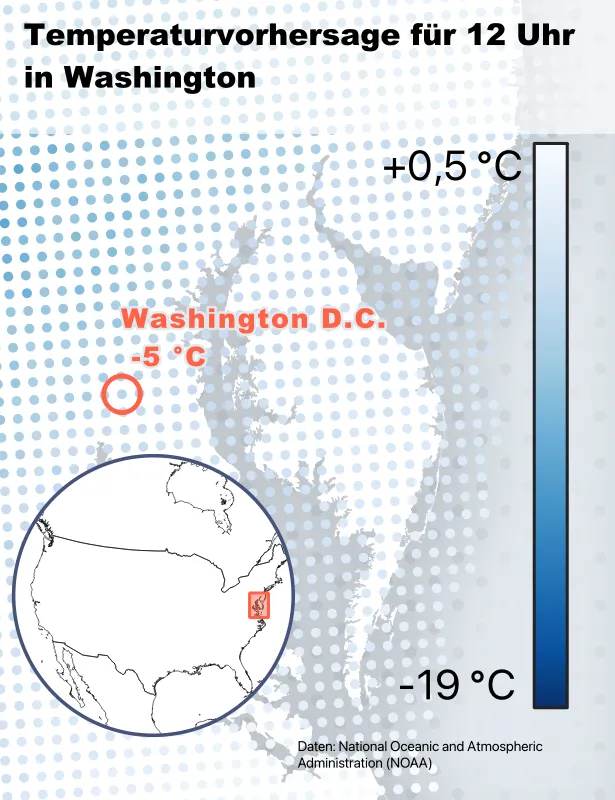 Temperaturvorhersage für 12 Uhr
in Washington
+0,5 °C
Washington D.C.
-5 °C
-19 °C
Daten: National Oceanic and Atmospheric
Administration (NOAA)